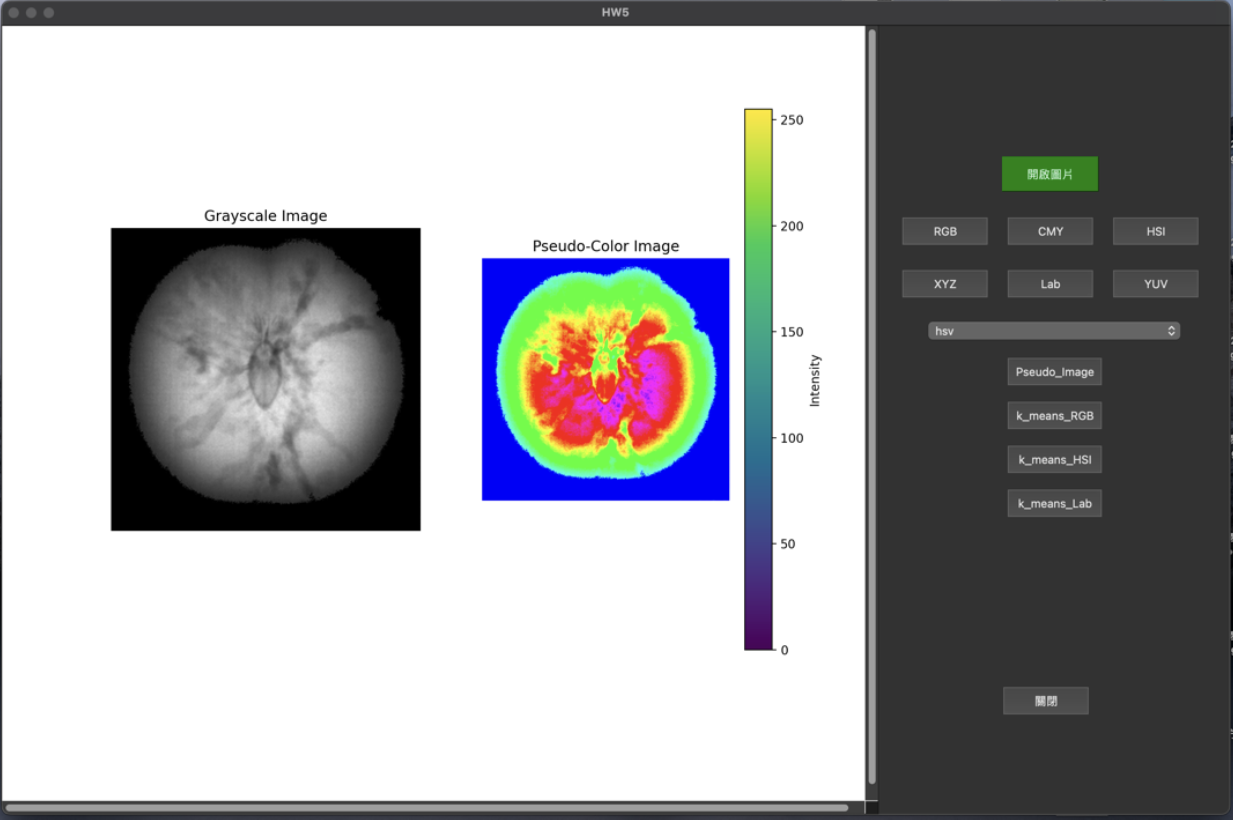 HW5
Grayscale Image
Pseudo-Color Image
250
200
150
100
50
0
Intensity
開啟圖片
RGB CMY HSI
XYZ Lab YUV
hsv
Pseudo_Image
k_means_RGB
k_means_HSI
k_means_Lab
關閉